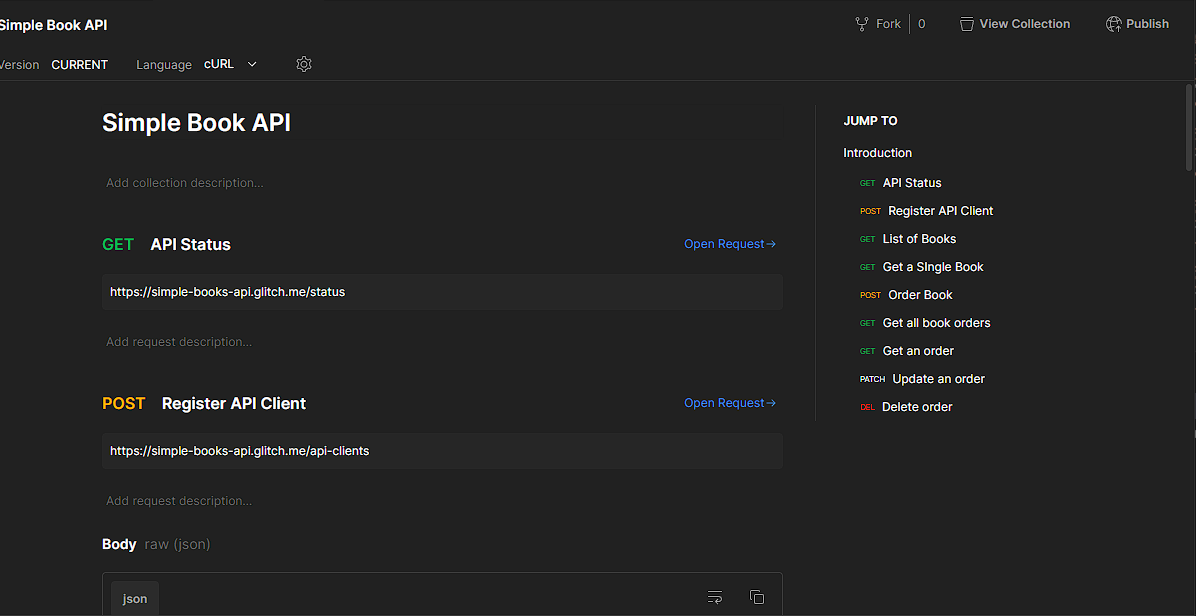 Simple Book API
Fork 0 View Collection Publish
Version CURRENT Language cURL
Simple Book API
Add collection description...
GET API Status Open Request→
https://simple-books-api.glitch.me/status
Add request description...
POST Register API Client Open Request→
https://simple-books-api.glitch.me/api-clients
Add request description...
Body raw (json)
json
JUMP TO
Introduction
GET API Status
POST Register API Client
GET List of Books
GET Get a SIngle Book
POST Order Book
GET Get all book orders
GET Get an order
PATCH Update an order
DEL Delete order